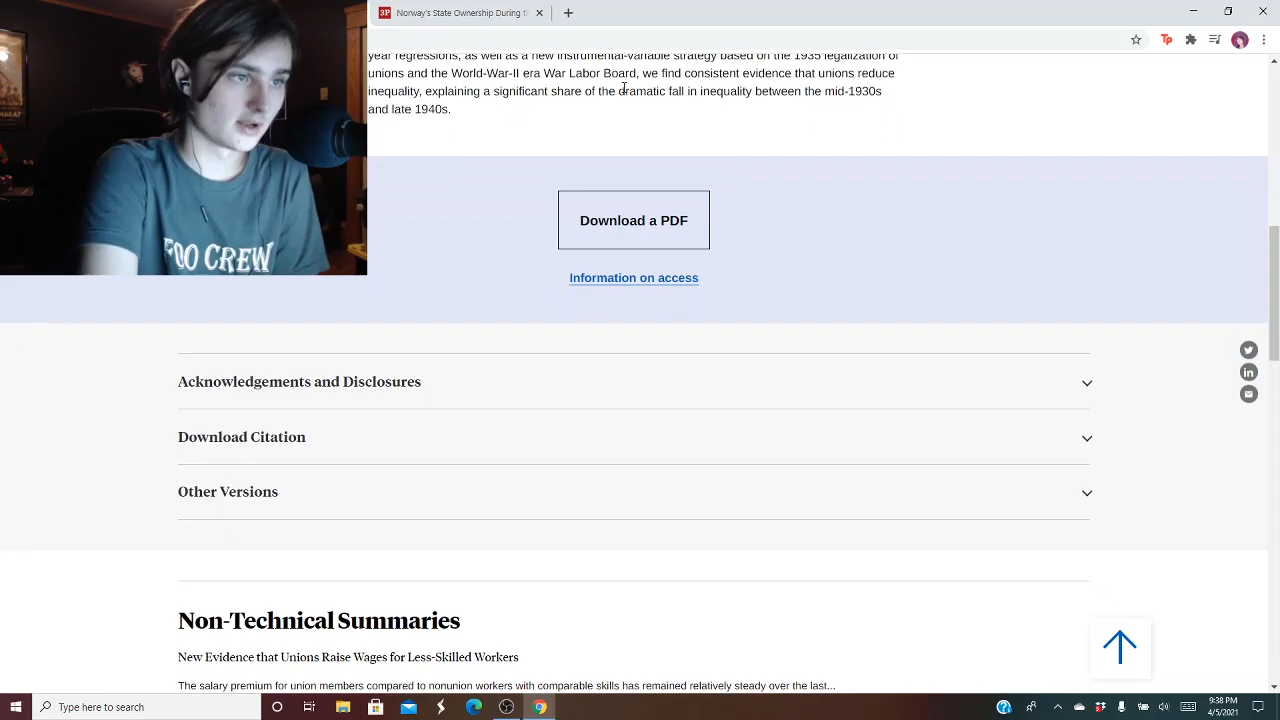 Norway's State Ownership During t
year regressions, as well as a new instrumental-variable strategy based on the 1935 legalization of
unions and the World-War-II era War Labor Board, we find consistent evidence that unions reduce
inequality, explaining a significant share of the dramatic fall in inequality between the mid-1930s
and late 1940s.
FOO CREW
Download a PDF
Information on access
Acknowledgements and Disclosures
Download Citation
Other Versions
Non-Technical Summaries
New Evidence that Unions Raise Wages for Less-Skilled Workers
The salary premium for union members compared to nonunion workers with comparable skills has remained relatively steady over the last...
Type here to search
9:38 PM
4/5/2021